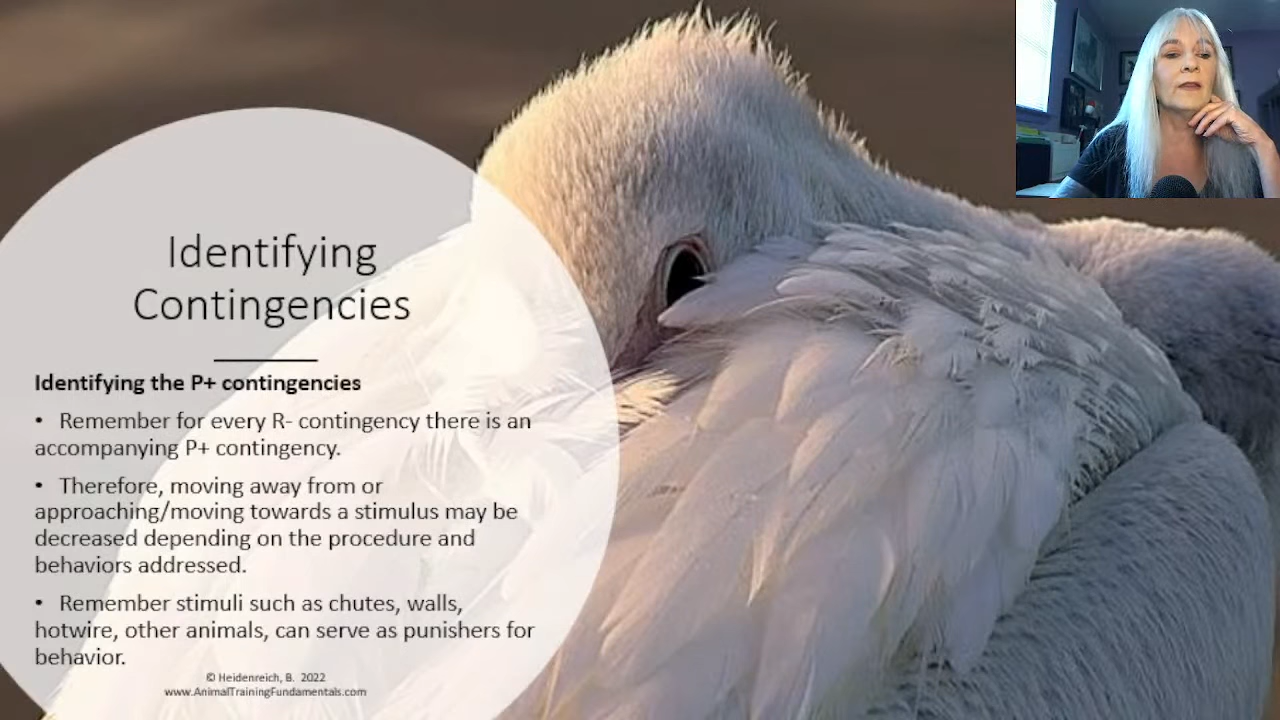 Identifying
Contingencies
Identifying the P+ contingencies
• Remember for every R- contingency there is an
accompanying P+ contingency.
• Therefore, moving away from or
approaching/moving towards a stimulus may be
decreased depending on the procedure and
behaviors addressed.
• Remember stimuli such as chutes, walls,
hotwire, other animals, can serve as punishers for
behavior.
© Heidenreich, B. 2022
www.AnimalTrainingFundamentals.com